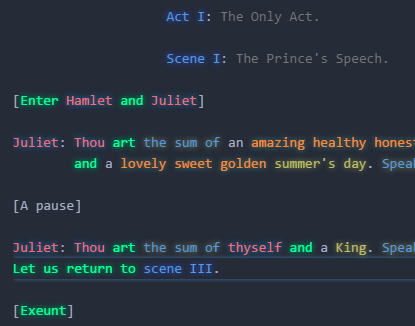 Act I: The Only Act.
Scene I: The Prince's Speech.
[Enter Hamlet and Juliet]
Juliet: Thou art the sum of an amazing healthy hones
and a lovely sweet golden summer's day. Speak
[A pause]
Juliet: Thou art the sum of thyself and a King. Speak
Let us return to scene III.
[Exeunt]